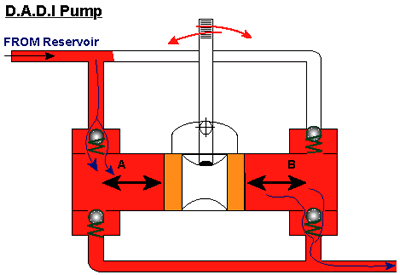 D.A.D.I Pump
FROM Reservoir
A
B